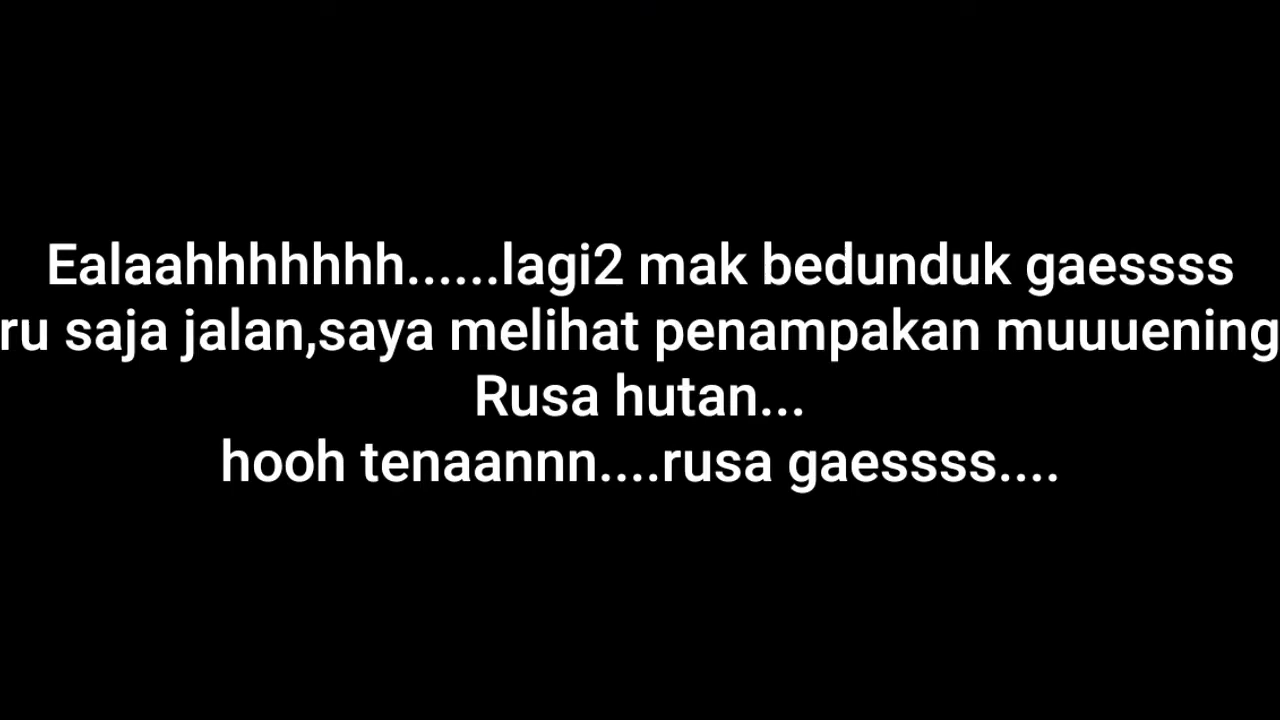 Ealaahhhhhhh......lagi2 mak bedunduk gaessss
ru saja jalan,saya melihat penampakan muuuening
Rusa hutan...
hooh tenaannn....rusa gaessss....